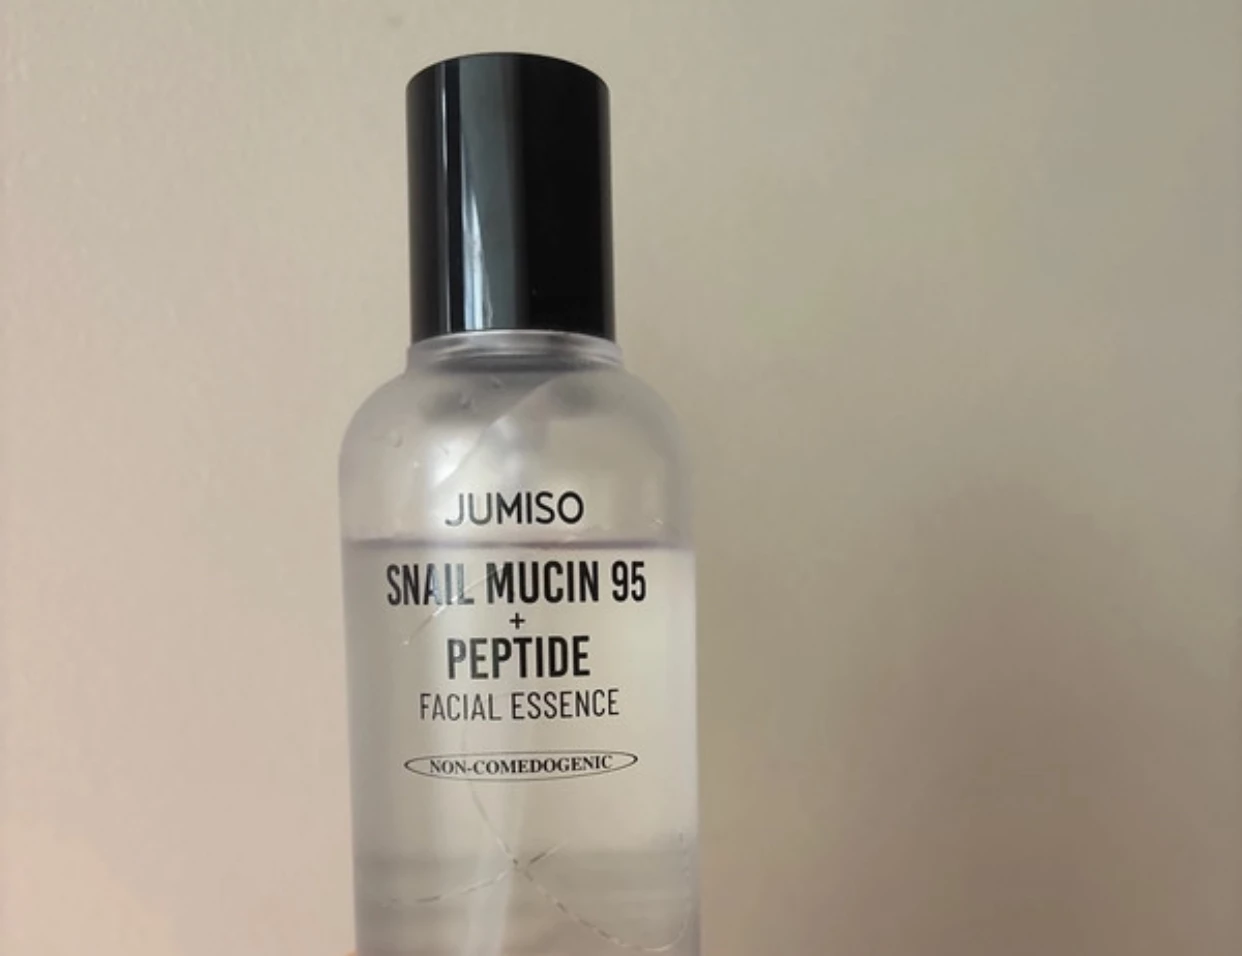 JUMISO
SNAIL MUCIN 95
+
PEPTIDE
FACIAL ESSENCE
NON-COMEDOGENIC